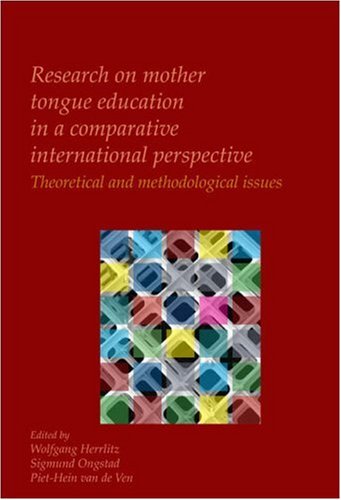 Research on mother
tongue education
in a comparative
international perspective
Theoretical and methodological issues
Edited by
Wolfgang Herrlitz
Sigmund Ongstad
Piet-Hein van de Ven